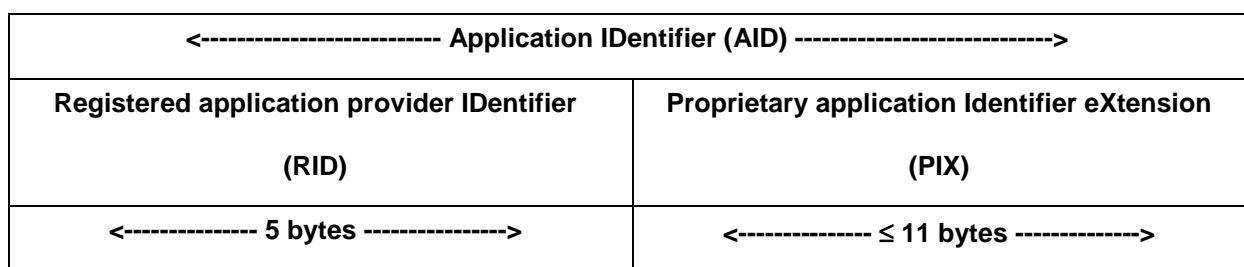 <--------------------------- Application IDentifier (AID) ---------------------------->
Registered application provider IDentifier
(RID)
Proprietary application Identifier eXtension
(PIX)
<--------------- 5 bytes ---------------->
<--------------- ≤ 11 bytes -------------->